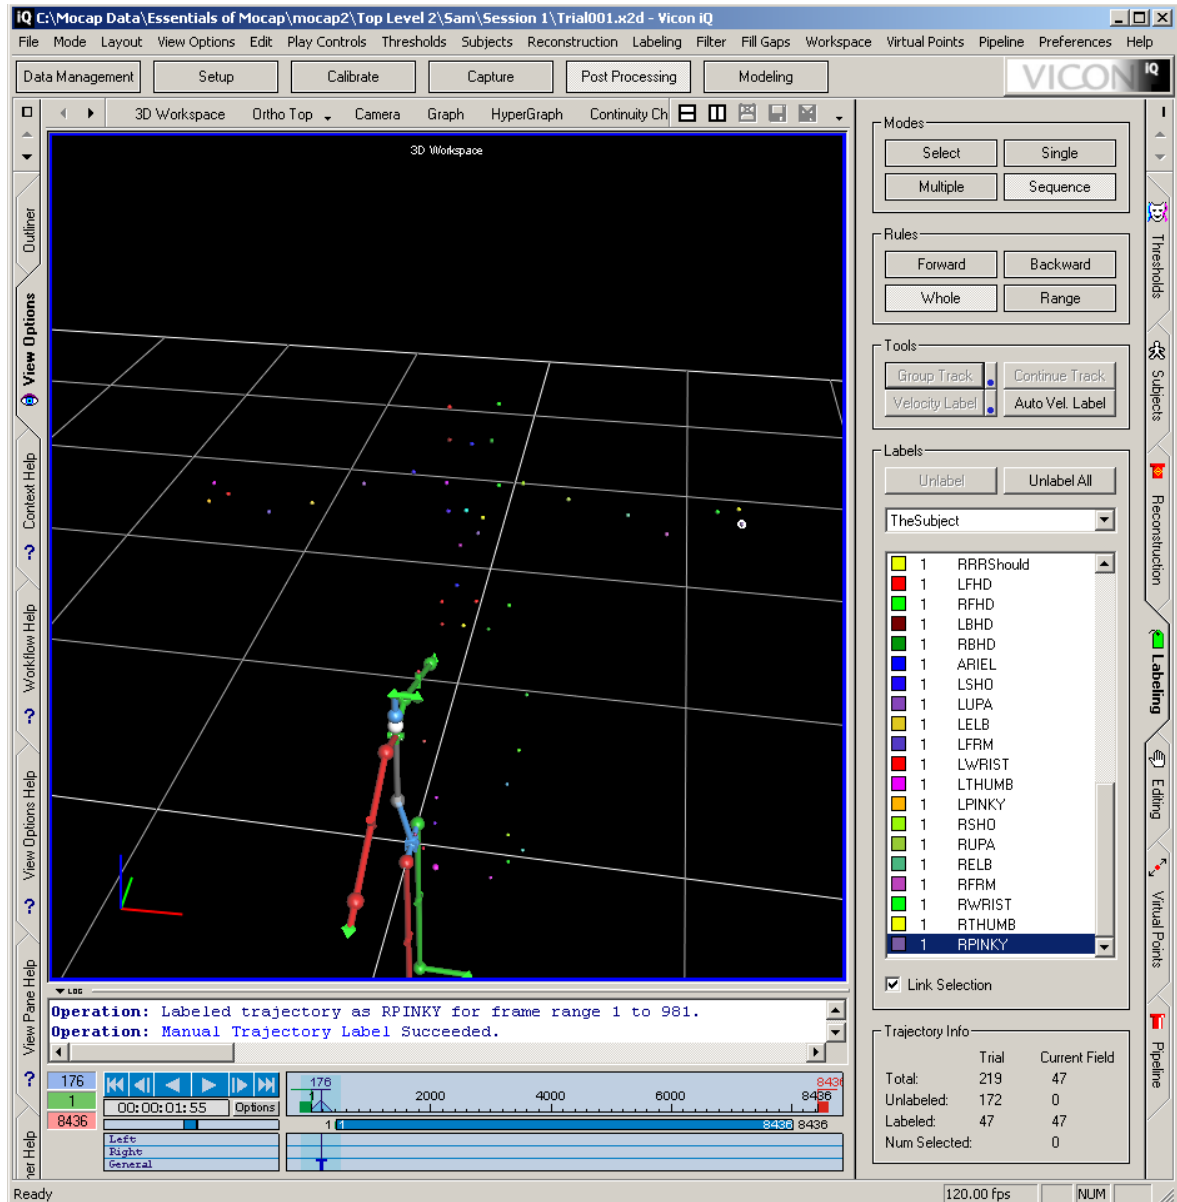 iQ C:\Mocap Data\Essentials of Mocap\mocap2\Top Level 2\Sam\Session 1\Trial001.x2d - Vicon iQ
File Mode Layout View Options Edit Play Controls Thresholds Subjects Reconstruction Labeling Filter Fill Gaps Workspace Virtual Points Pipeline Preferences Help
Data Management Setup Calibrate Capture Post Processing Modeling VICON iQ
3D Workspace Ortho Top Camera Graph HyperGraph Continuity Ch
3D Workspace
Outliner
View Options
Context Help
?
Workflow Help
?
View Options Help
?
View Pane Help
?
ner Help
Modes
Select Single
Multiple Sequence
Rules
Forward Backward
Whole Range
Tools
Group Track Continue Track
Velocity Label Auto Vel. Label
Labels
Unlabel Unlabel All
TheSubject
1 RRRShould
1 LFHD
1 RFHD
1 LBHD
1 RBHD
1 ARIEL
1 LSHO
1 LUPA
1 LELB
1 LFRM
1 LWRIST
1 LTHUMB
1 LPINKY
1 RSHO
1 RUPA
1 RELB
1 RFRM
1 RWRIST
1 RTHUMB
1 RPINKY
Link Selection
Trajectory Info
Trial Current Field
Total: 219 47
Unlabeled: 172 0
Labeled: 47 47
Num Selected: 0
Thresholds
Subjects
Reconstruction
Labeling
Editing
Virtual Points
Pipeline
LOG
Operation: Labeled trajectory as RPINKY for frame range 1 to 981.
Operation: Manual Trajectory Label Succeeded.
176
1
8436
00:00:01:55 Options
176 8436
1 2000 4000 6000 8436
1 1 8436 8436
Left
Right
General
Ready 120.00 fps NUM